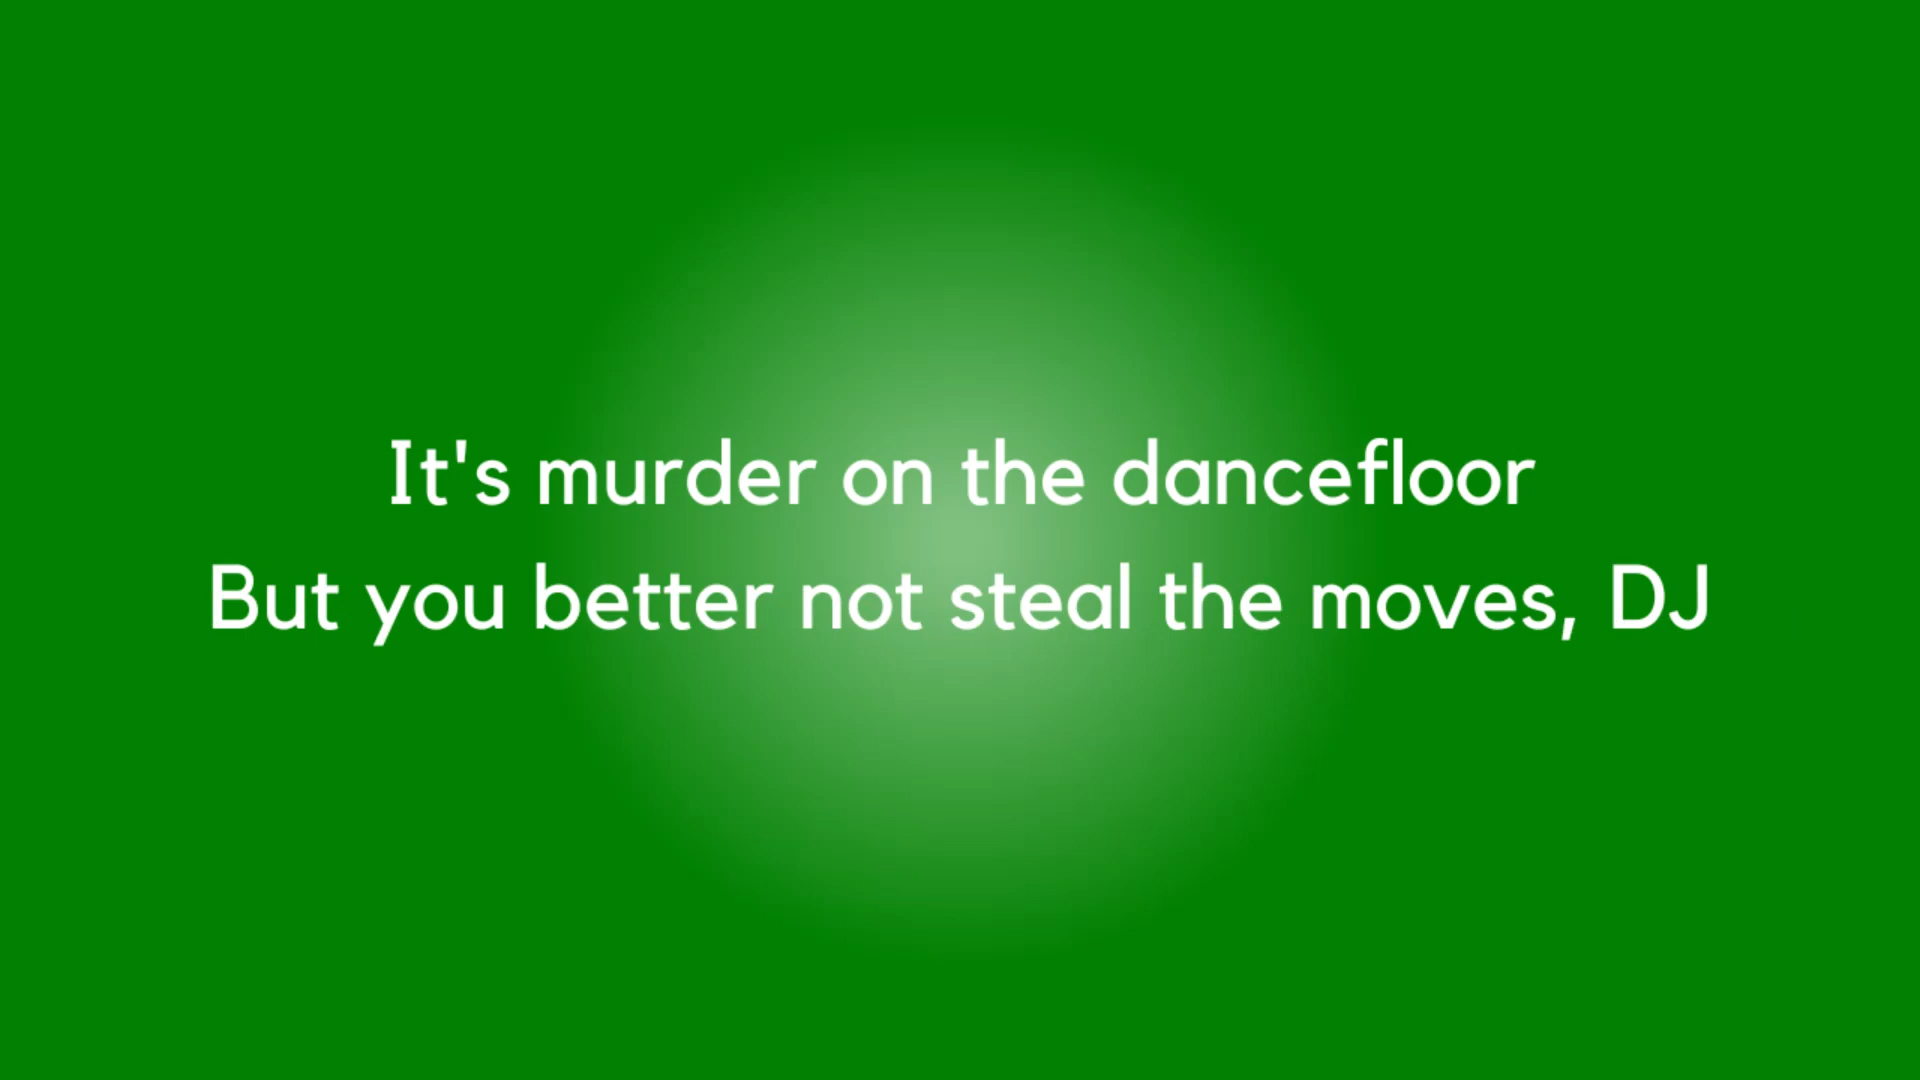 It's murder on the dancefloor
But you better not steal the moves, DJ